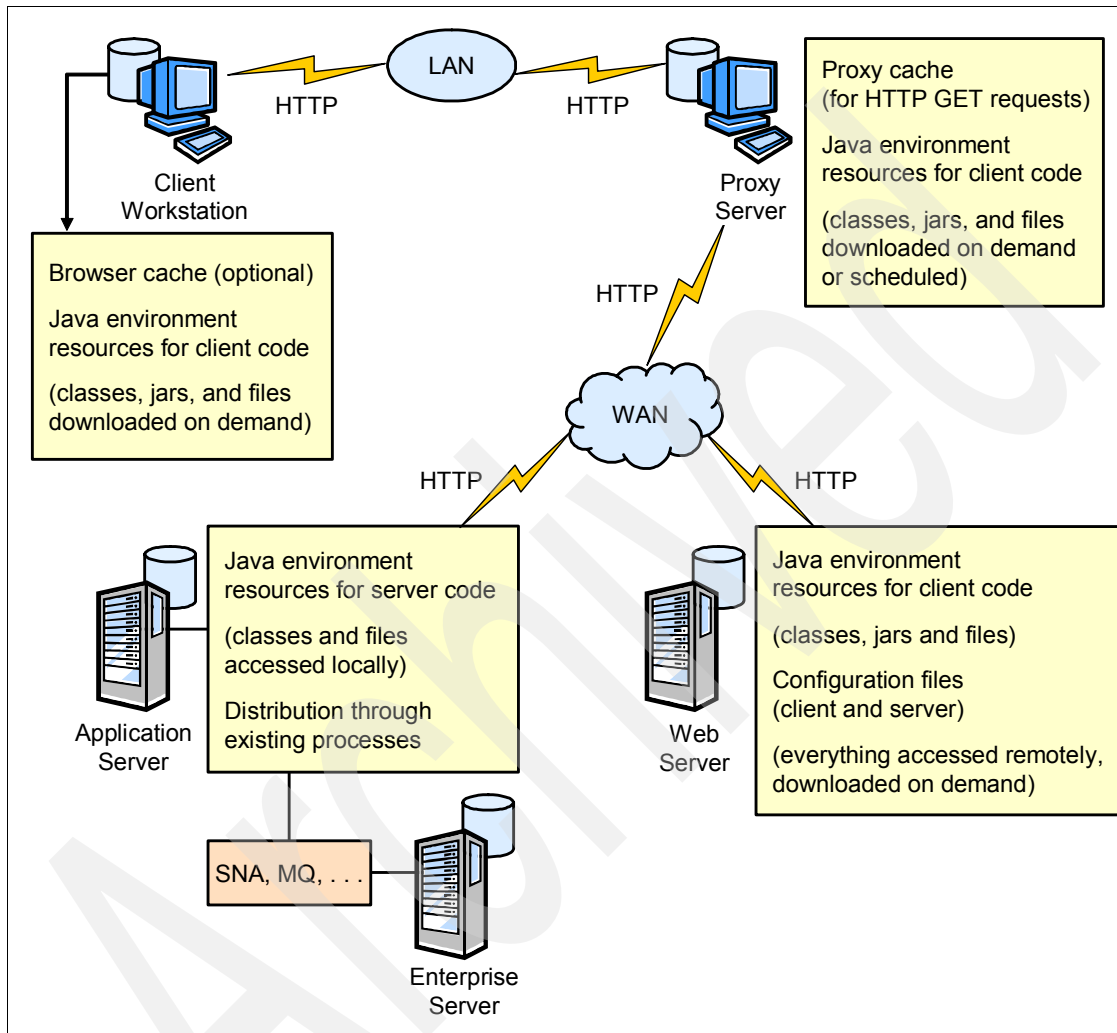 LAN
HTTP
HTTP
Client
Workstation
Proxy
Server
Proxy cache
(for HTTP GET requests)
Java environment
resources for client code
(classes, jars, and files
downloaded on demand
or scheduled)
Browser cache (optional)
Java environment
resources for client code
(classes, jars, and files
downloaded on demand)
HTTP
WAN
HTTP
HTTP
Application
Server
Java environment
resources for server code
(classes and files
accessed locally)
Distribution through
existing processes
Web
Server
Java environment
resources for client code
(classes, jars and files)
Configuration files
(client and server)
(everything accessed remotely,
downloaded on demand)
SNA, MQ, . . .
Enterprise
Server
Archived